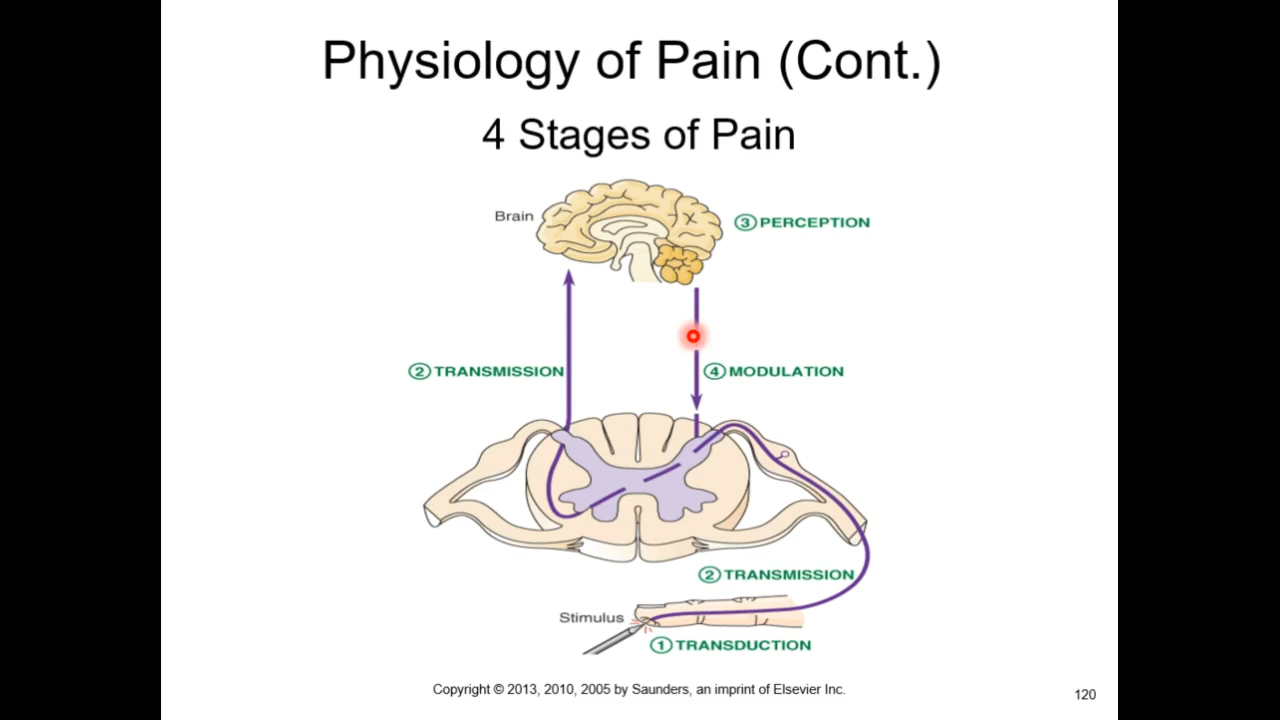 Physiology of Pain (Cont.)
4 Stages of Pain
Brain
③ PERCEPTION
② TRANSMISSION
④ MODULATION
② TRANSMISSION
Stimulus
① TRANSDUCTION
Copyright © 2013, 2010, 2005 by Saunders, an imprint of Elsevier Inc.
120